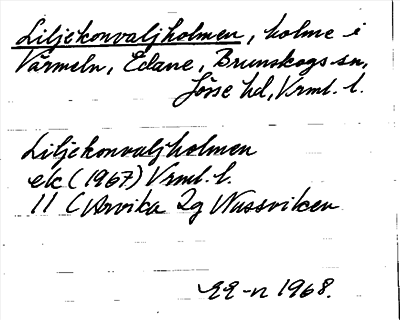 Liljekonvaljholmen, holme i
Värmeln, Edane, Brunskogs sn,
Jösse hd, Vrml. l.
Liljekonvaljholmen
ek (1967) Vrml. l.
11 C Arvika 2g Nussviken
1968.